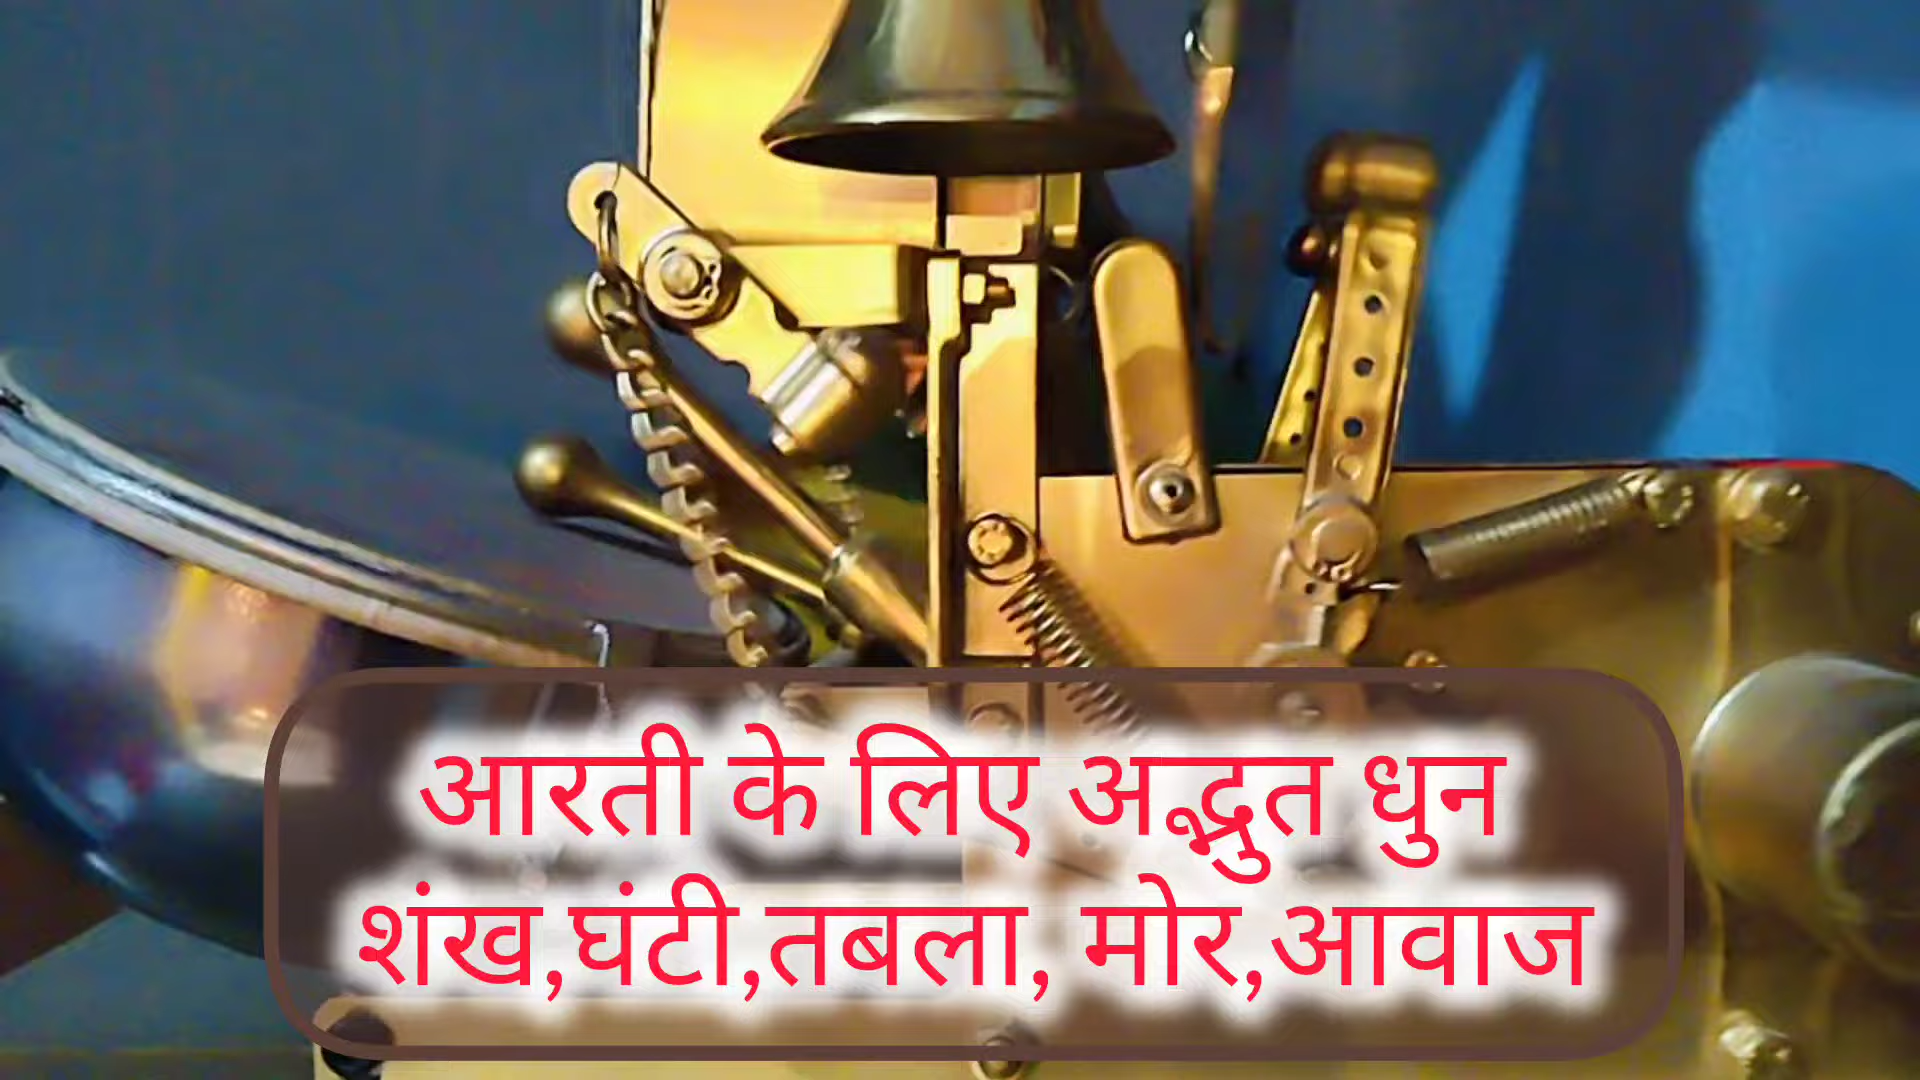 आरती के लिए अद्भुत धुन
शंख,घंटी,तबला, मोर,आवाज